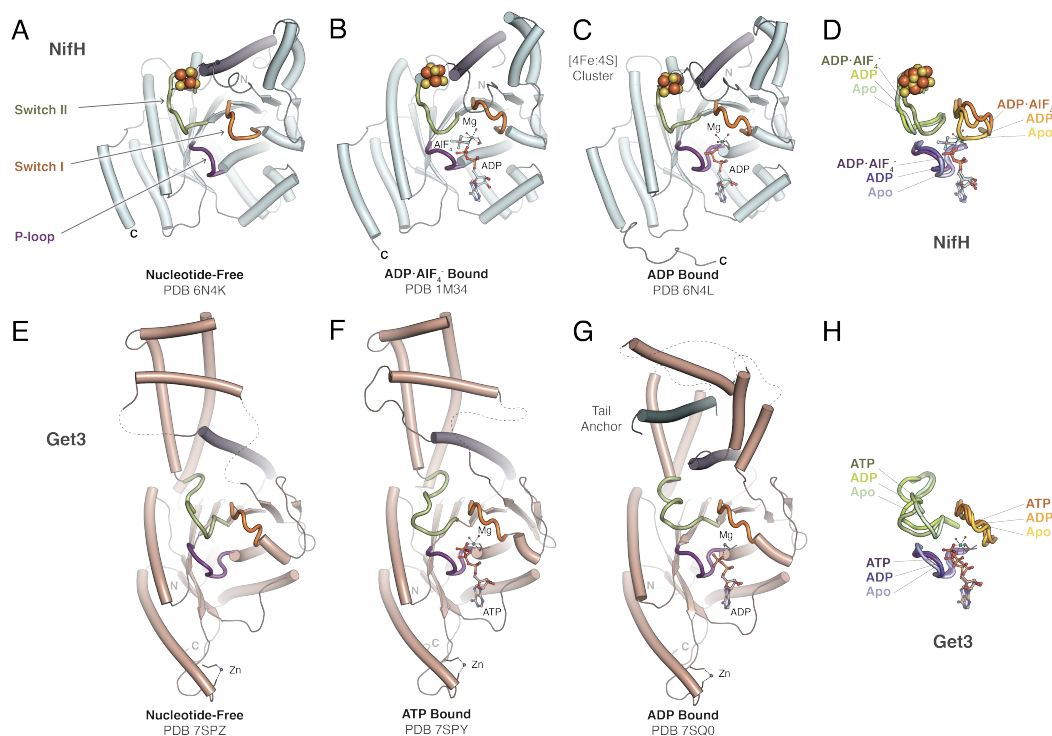 A
NifH
N
Switch II
Switch I
P-loop
C
Nucleotide-Free
PDB 6N4K
B
N
Mg
AlF4-
ADP
C
ADP·AlF4- Bound
PDB 1M34
C
[4Fe:4S]
Cluster
N
Mg
ADP
C
ADP Bound
PDB 6N4L
D
ADP·AlF4-
ADP
Apo
ADP·AlF4
ADP
Apo
ADP·AlF4-
ADP
Apo
NifH
E
Get3
N
C
Zn
Nucleotide-Free
PDB 7SPZ
F
Mg
N
ATP
C
Zn
ATP Bound
PDB 7SPY
G
Tail
Anchor
Mg
N
ADP
C
Zn
ADP Bound
PDB 7SQ0
H
ATP
ADP
Apo
ATP
ADP
Apo
ATP
ADP
Apo
Get3